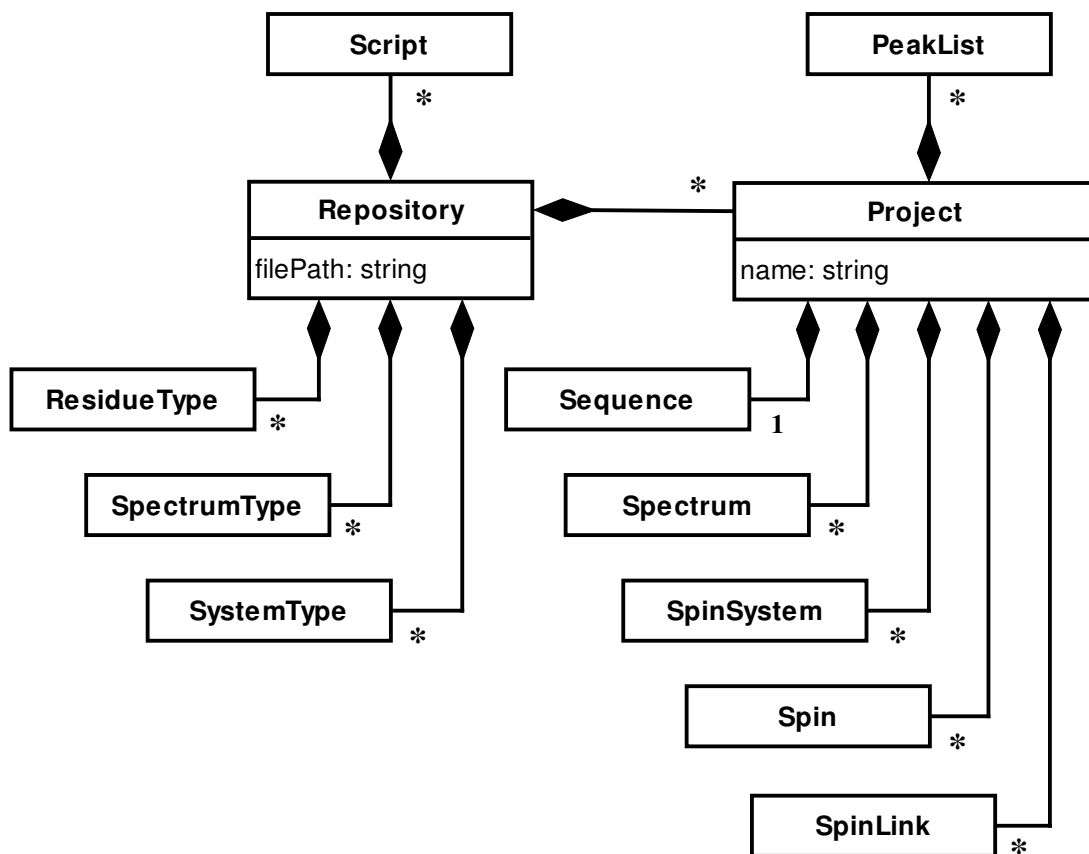 Script
PeakList
*
*
*
Repository
Project
filePath: string
name: string
ResidueType
*
Sequence
1
SpectrumType
*
Spectrum
*
SystemType
*
SpinSystem
*
Spin
*
SpinLink
*